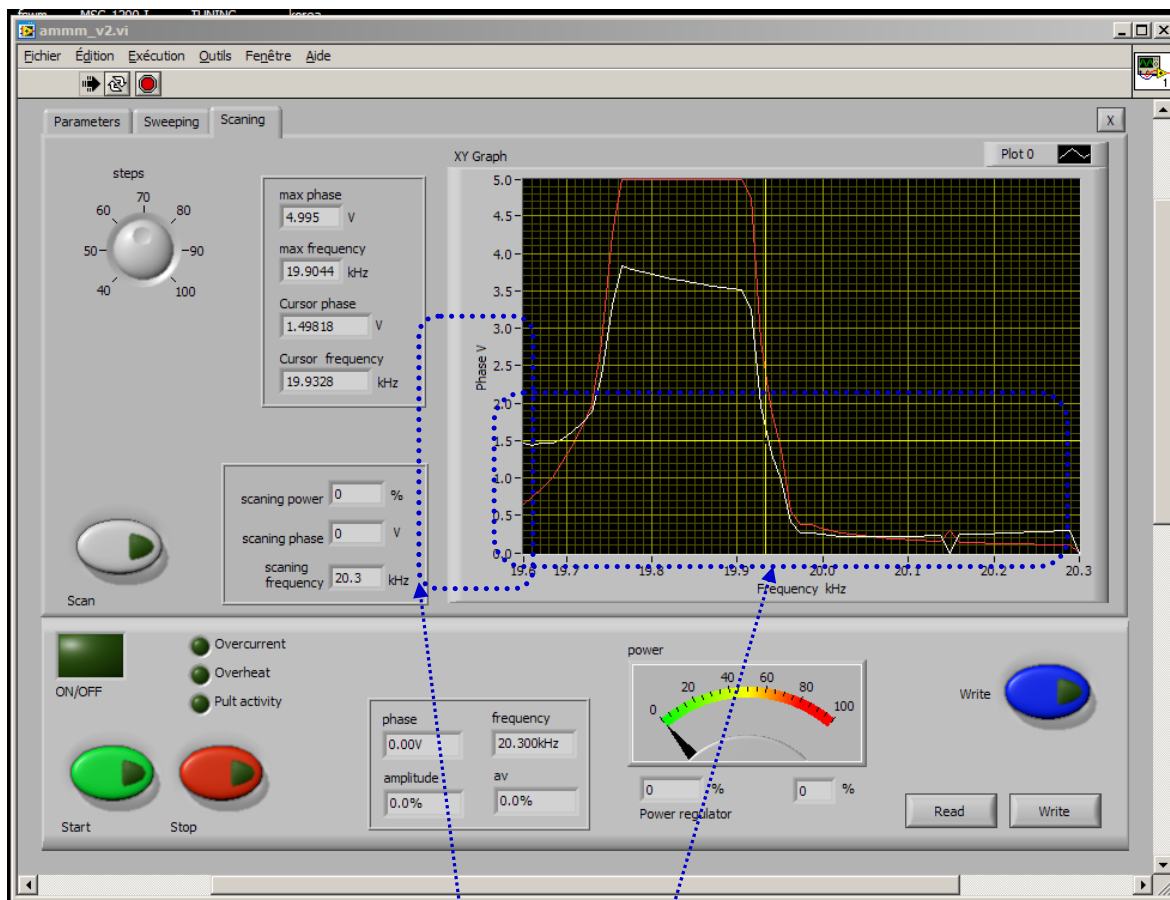 MSG_1200_I TUNING korea
ammm_v2.vi
Fichier Édition Exécution Outils Fenêtre Aide
1
Parameters Sweeping Scaning
X
steps
40 50 60 70 80 90 100
max phase
4.995 V
max frequency
19.9044 kHz
Cursor phase
1.49818 V
Cursor frequency
19.9328 kHz
XY Graph
Plot 0
Phase V
5.0
4.5
4.0
3.5
3.0
2.5
2.0
1.5
1.0
0.5
0.0
19.6 19.7 19.8 19.9 20.0 20.1 20.2 20.3
Frequency kHz
scaning power 0 %
scaning phase 0 V
scaning
frequency 20.3 kHz
Scan
ON/OFF
Overcurrent
Overheat
Pult activity
Start
Stop
phase
0.00V
frequency
20.300kHz
amplitude
0.0%
av
0.0%
power
0 20 40 60 80 100
0 %
0 %
Power regulator
Write
Read
Write